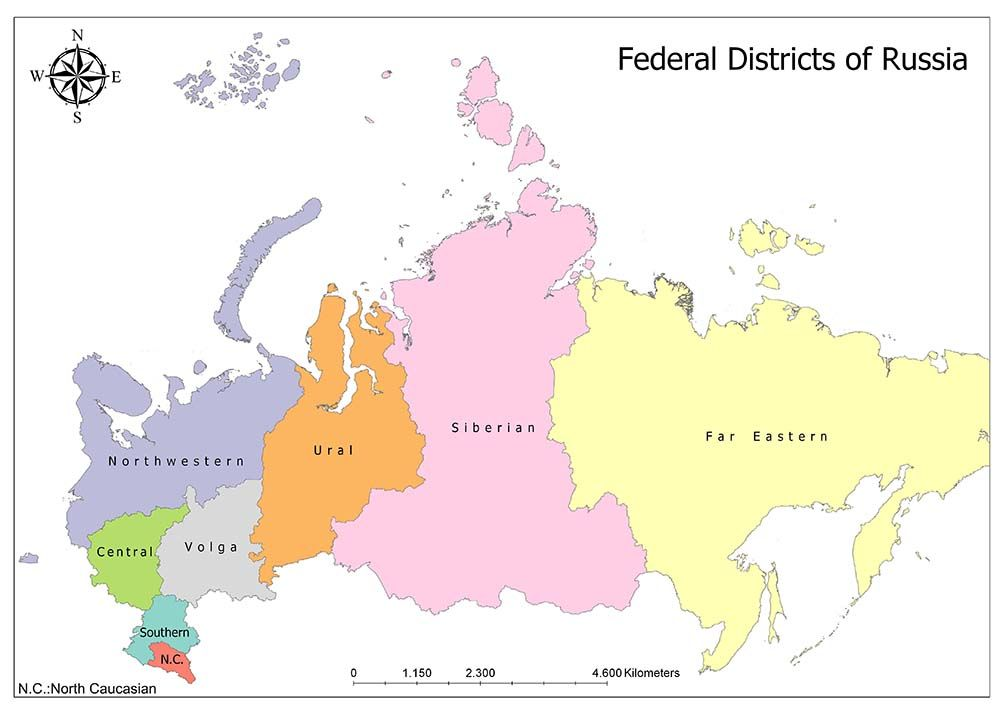 N
W E
S
Federal Districts of Russia
Siberian
Far Eastern
Ural
Northwestern
Central
Volga
Southern
N.C.
0 1.150 2.300 4.600 Kilometers
N.C.:North Caucasian